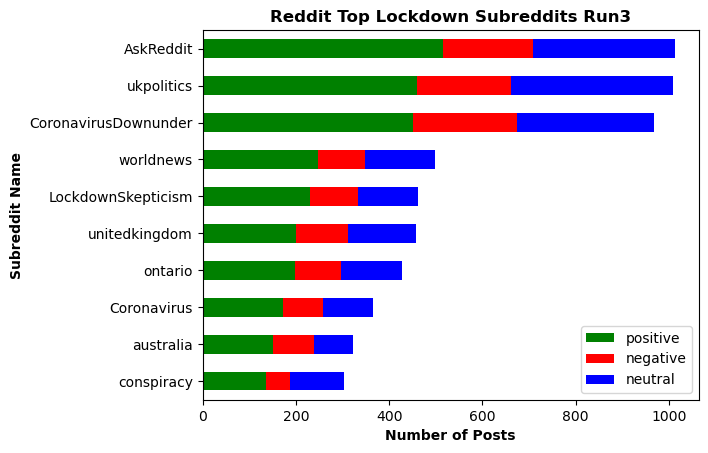 Reddit Top Lockdown Subreddits Run3
AskReddit
ukpolitics
CoronavirusDownunder
worldnews
LockdownSkepticism
unitedkingdom
ontario
Coronavirus
australia
conspiracy
Subreddit Name
positive
negative
neutral
0 200 400 600 800 1000
Number of Posts